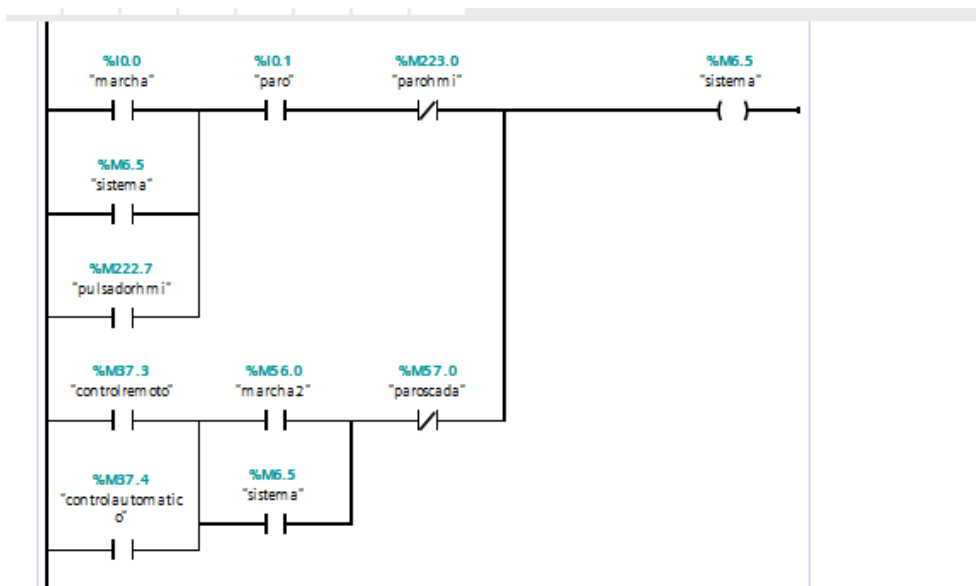 %I0.0
"marcha"
%I0.1
"paro"
%M223.0
"parohmi"
%M6.5
"sistema"
%M6.5
"sistema"
%M222.7
"pulsadorhmi"
%M37.3
"controlremoto"
%M56.0
"marcha2"
%M57.0
"paroscada"
%M37.4
"controlautomatic
o"
%M6.5
"sistema"